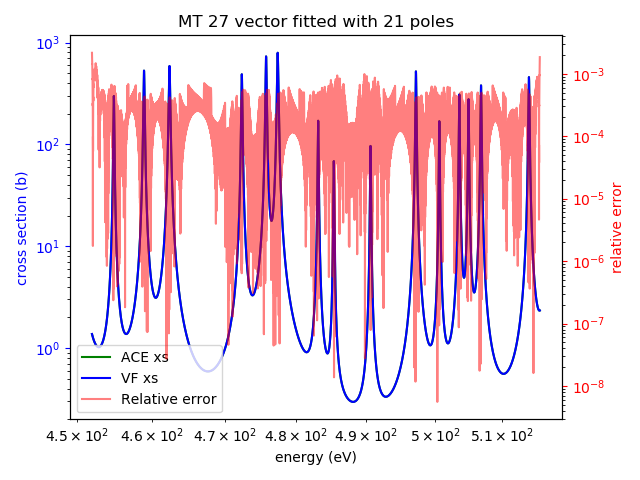 MT 27 vector fitted with 21 poles
10³
10²
10¹
10⁰
cross section (b)
10⁻³
10⁻⁴
10⁻⁵
10⁻⁶
10⁻⁷
10⁻⁸
relative error
ACE xs
VF xs
Relative error
4.5 × 10² 4.6 × 10² 4.7 × 10² 4.8 × 10² 4.9 × 10² 5 × 10² 5.1 × 10²
energy (eV)